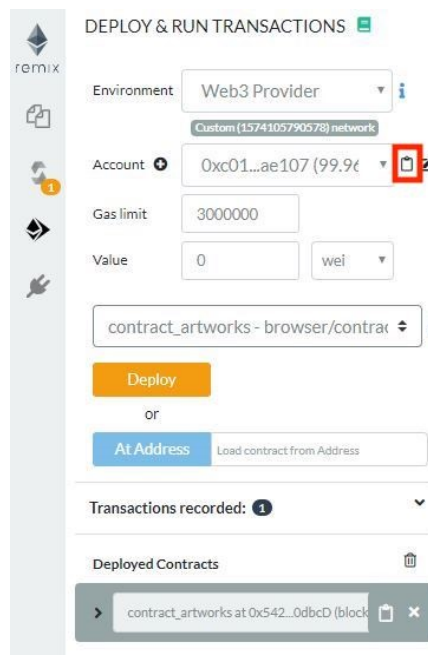 DEPLOY & RUN TRANSACTIONS
remix
Environment Web3 Provider
Custom (1574105790578) network
Account 0xc01...ae107 (99.96
1
Gas limit 3000000
Value 0 wei
contract_artworks - browser/contrac
Deploy
or
At Address Load contract from Address
Transactions recorded: 1
Deployed Contracts
contract_artworks at 0x542...0dbcD (block